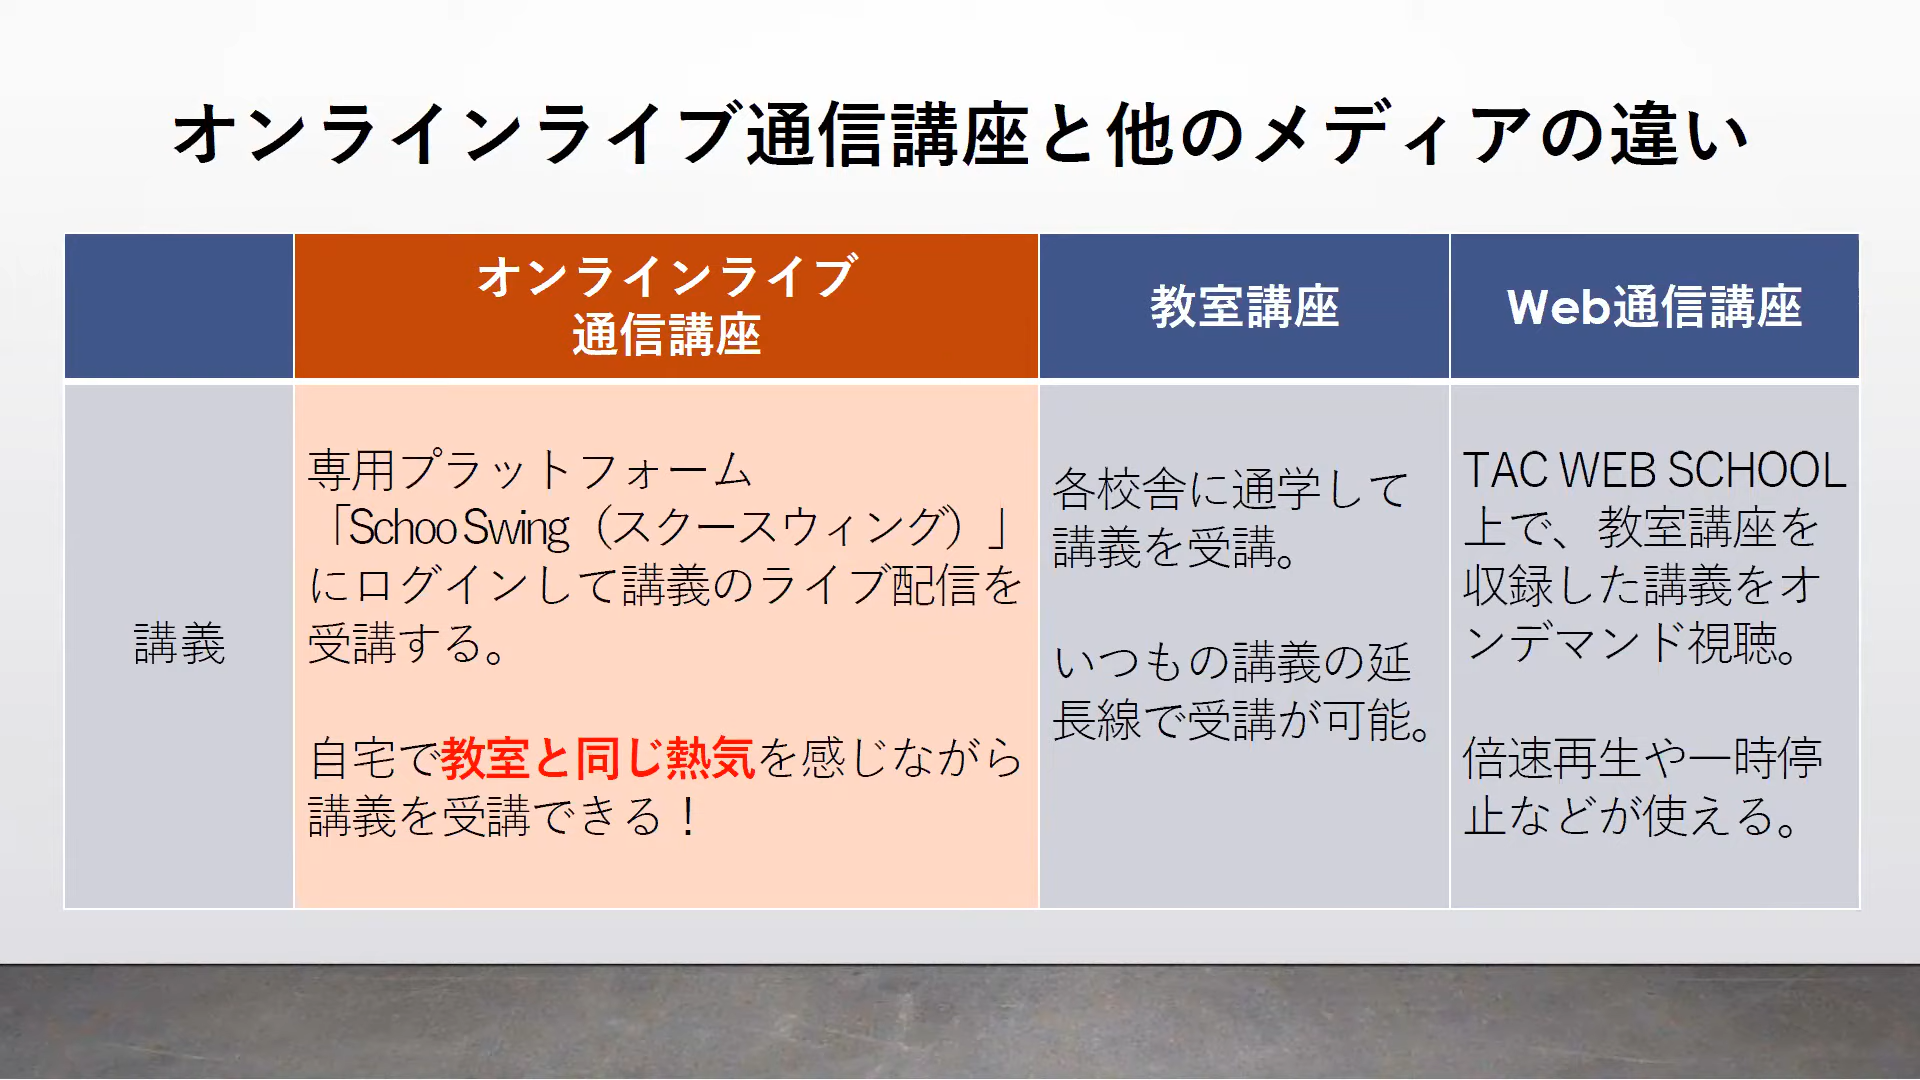 オンラインライブ通信講座と他のメディアの違い
オンラインライブ
通信講座
教室講座
Web通信講座
講義
専用プラットフォーム
「Schoo Swing（スクースウィング）」
にログインして講義のライブ配信を
受講する。
自宅で教室と同じ熱気を感じながら
講義を受講できる！
各校舎に通学して
講義を受講。
いつもの講義の延
長線で受講が可能。
TAC WEB SCHOOL
上で、教室講座を
収録した講義をオ
ンデマンド視聴。
倍速再生や一時停
止などが使える。